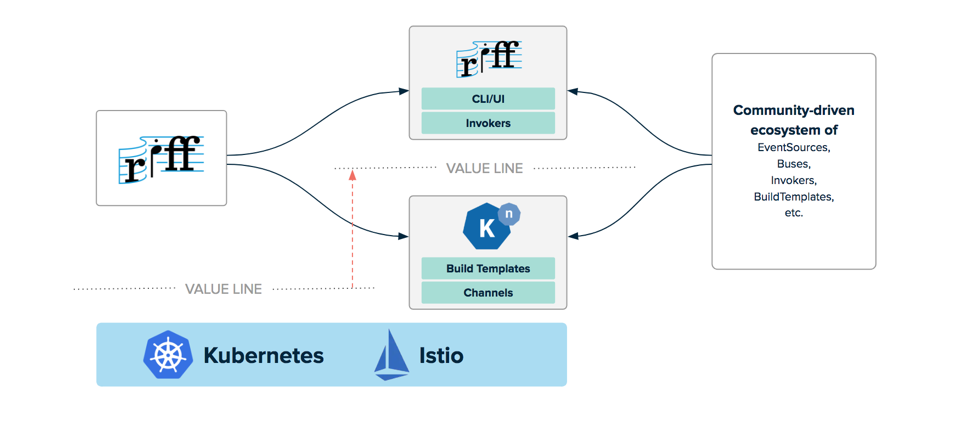 riff
CLI/UI
Invokers
riff
VALUE LINE
Community-driven
ecosystem of
EventSources,
Buses,
Invokers,
BuildTemplates,
etc.
K n
Build Templates
Channels
VALUE LINE
Kubernetes
Istio